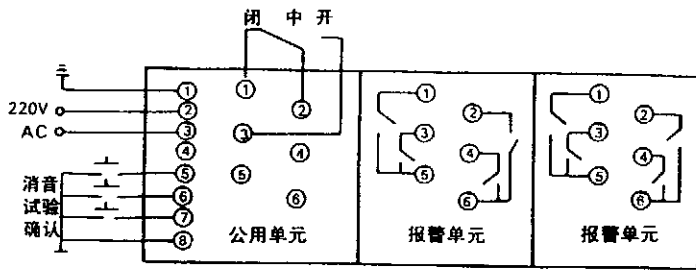 闭 中 开
① ① ① ①
220V ② ② ② ②
AC ③ ③ ③ ③
④ ④ ④ ④
消音 ⑤ ⑤ ⑤ ⑤
试验 ⑥ ⑥ ⑥ ⑥
⑦
确认 ⑧ 公用单元 报警单元 报警单元